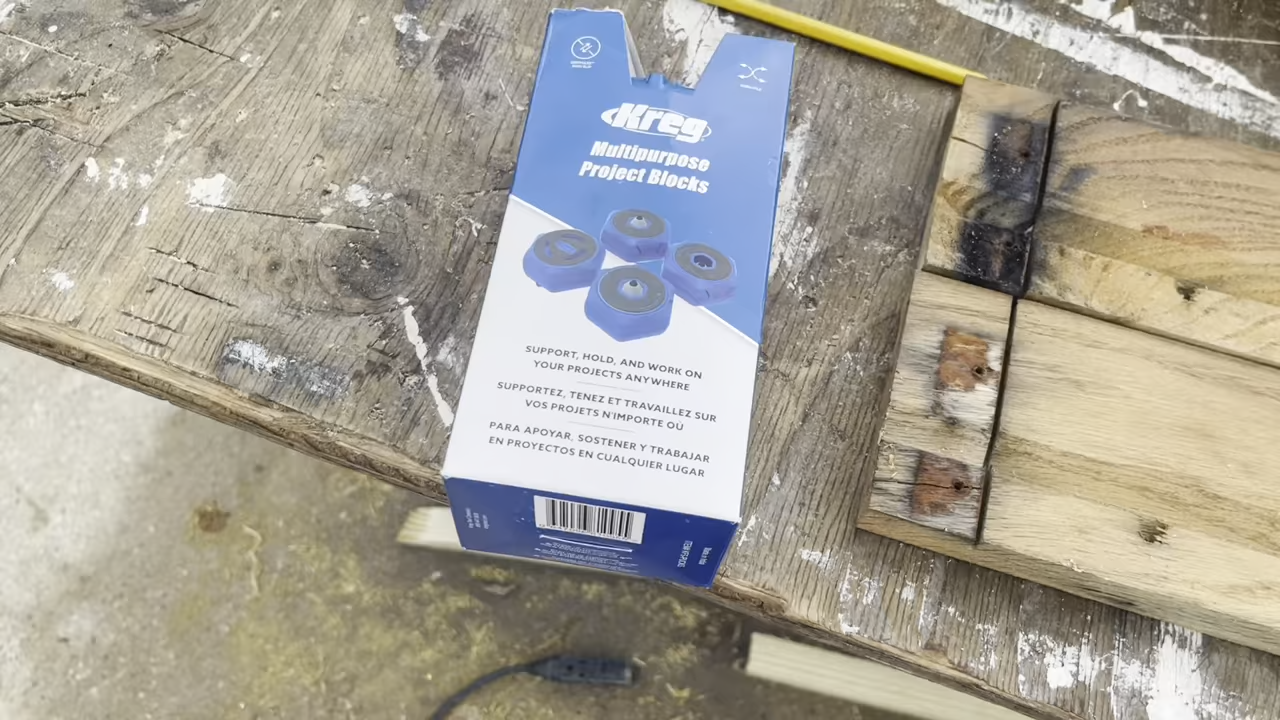 Kreg
Multipurpose
Project Blocks
SUPPORT, HOLD, AND WORK ON
YOUR PROJECTS ANYWHERE
SUPPORTEZ, TENEZ ET TRAVAILLEZ SUR
VOS PROJETS N'IMPORTE OÙ
PARA APOYAR, SOSTENER Y TRABAJAR
EN PROYECTOS EN CUALQUIER LUGAR